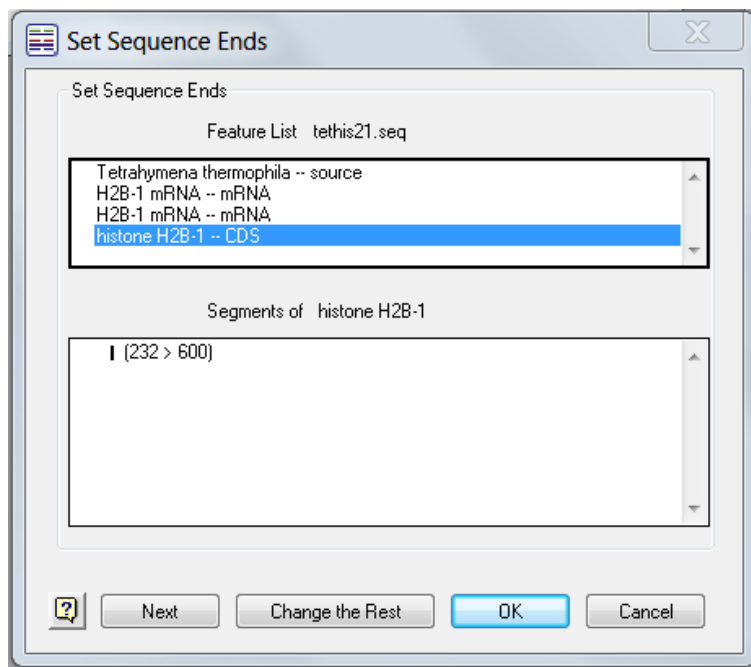 Set Sequence Ends
Set Sequence Ends
Feature List tethis21.seq
Tetrahymena thermophila -- source
H2B-1 mRNA -- mRNA
H2B-1 mRNA -- mRNA
histone H2B-1 -- CDS
Segments of histone H2B-1
(232 > 600)
? Next Change the Rest OK Cancel